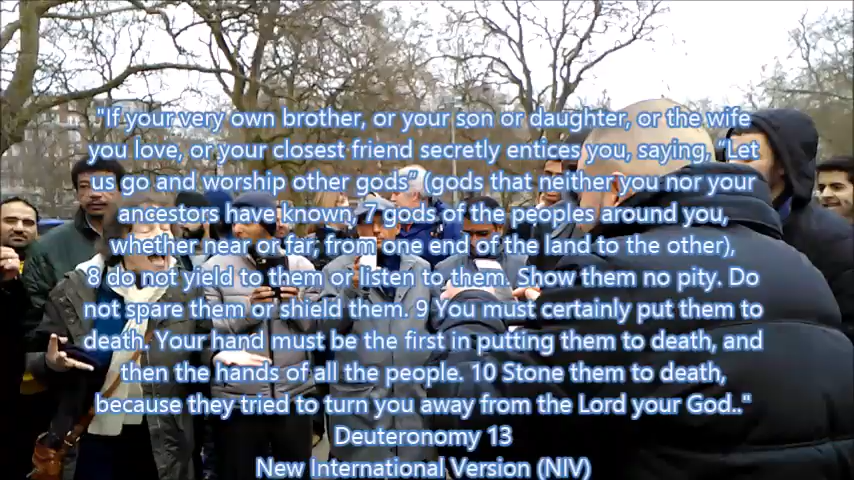 "If your very own brother, or your son or daughter, or the wife
you love, or your closest friend secretly entices you, saying, “Let
us go and worship other gods” (gods that neither you nor your
ancestors have known, 7 gods of the peoples around you,
whether near or far, from one end of the land to the other),
8 do not yield to them or listen to them. Show them no pity. Do
not spare them or shield them. 9 You must certainly put them to
death. Your hand must be the first in putting them to death, and
then the hands of all the people. 10 Stone them to death,
because they tried to turn you away from the Lord your God.."
Deuteronomy 13
New International Version (NIV)